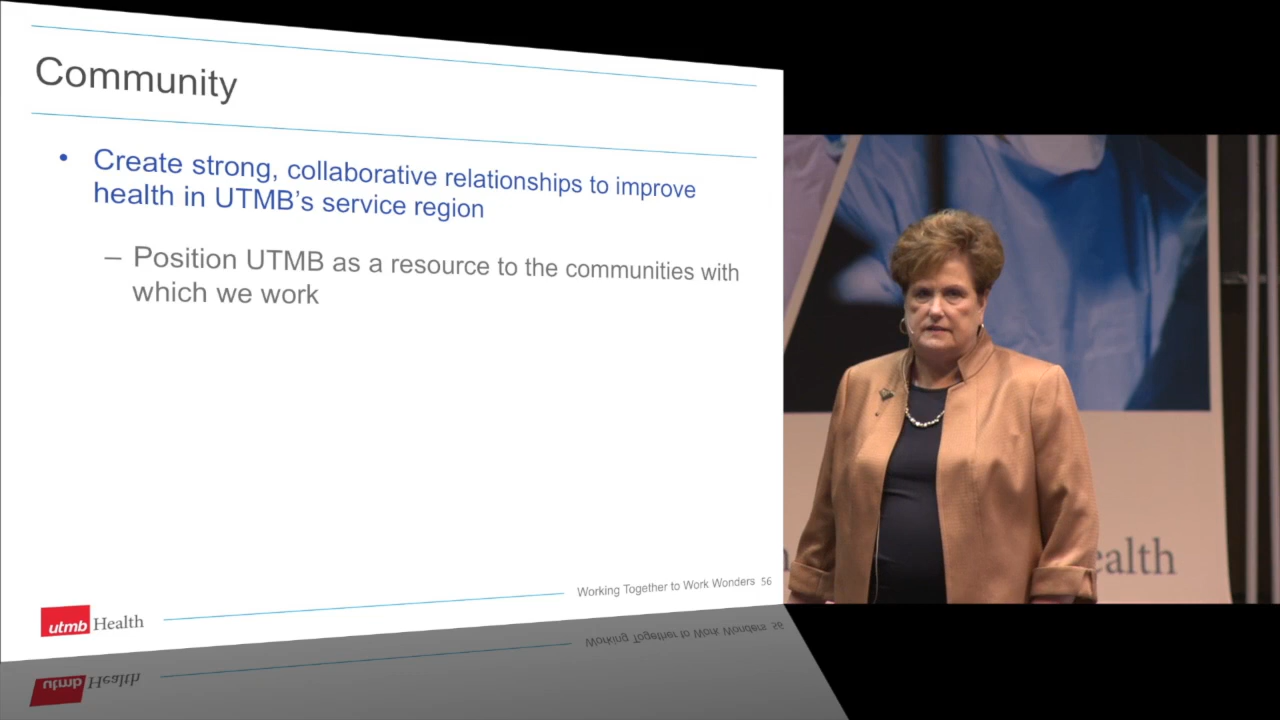 Community
• Create strong, collaborative relationships to improve
health in UTMB's service region
– Position UTMB as a resource to the communities with
which we work
Working Together to Work Wonders 56
utmb Health
ealth